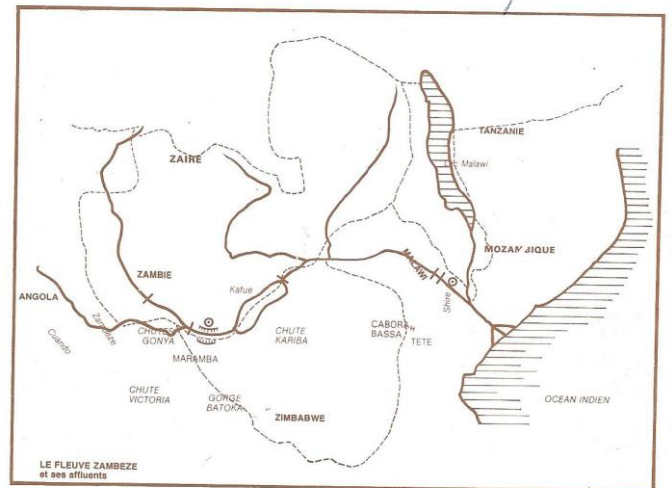 ZAIRE
TANZANIE
Lac Malawi
MOZAMBIQUE
MALAWI
ZAMBIE
Kafue
Shire
ANGOLA
Zambeze
Cuando
CHUTES
GONYA
MARAMBA
CHUTE
KARIBA
CABORA
BASSA
TETE
CHUTE
VICTORIA
GORGE
BATOKA
ZIMBABWE
OCEAN INDIEN
LE FLEUVE ZAMBEZE
et ses affluents